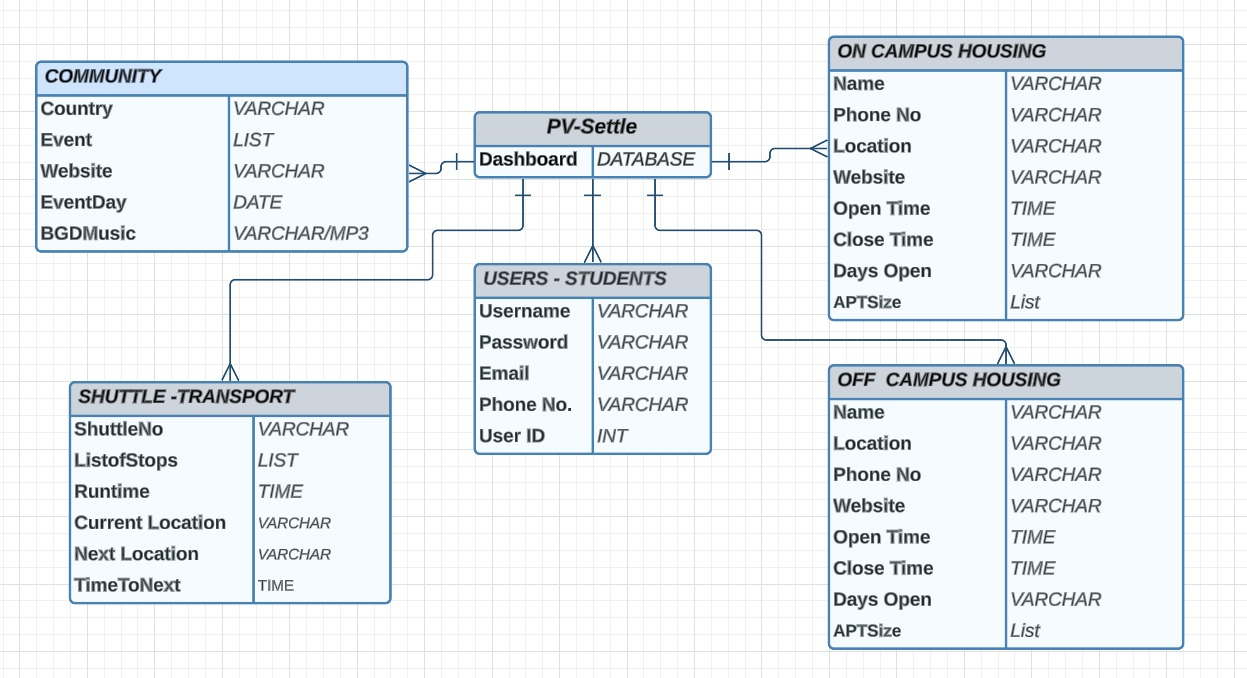 COMMUNITY
Country VARCHAR
Event LIST
Website VARCHAR
EventDay DATE
BGDMusic VARCHAR/MP3
PV-Settle
Dashboard DATABASE
ON CAMPUS HOUSING
Name VARCHAR
Phone No VARCHAR
Location VARCHAR
Website VARCHAR
Open Time TIME
Close Time TIME
Days Open VARCHAR
APTSize List
USERS - STUDENTS
Username VARCHAR
Password VARCHAR
Email VARCHAR
Phone No. VARCHAR
User ID INT
SHUTTLE -TRANSPORT
ShuttleNo VARCHAR
ListofStops LIST
Runtime TIME
Current Location VARCHAR
Next Location VARCHAR
TimeToNext TIME
OFF CAMPUS HOUSING
Name VARCHAR
Location VARCHAR
Phone No VARCHAR
Website VARCHAR
Open Time TIME
Close Time TIME
Days Open VARCHAR
APTSize List